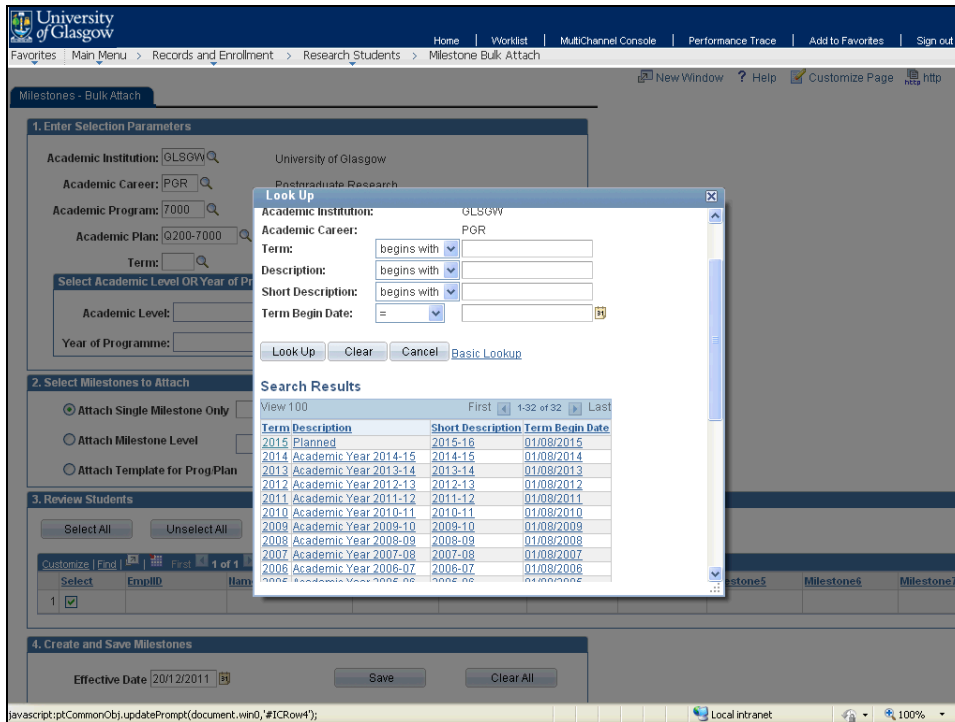 University
of Glasgow
Home | Worklist | MultiChannel Console | Performance Trace | Add to Favorites | Sign out
Favorites Main Menu > Records and Enrollment > Research Students > Milestone Bulk Attach
New Window ? Help Customize Page http
Milestones - Bulk Attach
1. Enter Selection Parameters
Academic Institution: GLSGW University of Glasgow
Academic Career: PGR Postgraduate Research
Academic Program: 7000
Academic Plan: Q200-7000
Term:
Select Academic Level OR Year of Pr
Academic Level:
Year of Programme:
2. Select Milestones to Attach
Attach Single Milestone Only
Attach Milestone Level
Attach Template for Prog/Plan
3. Review Students
Select All Unselect All
Customize | Find | First 1 of 1
Select EmplID Nam estone5 Milestone6 Milestone7
1
4. Create and Save Milestones
Effective Date 20/12/2011 Save Clear All
Look Up
Academic Institution: GLSGW
Academic Career: PGR
Term: begins with
Description: begins with
Short Description: begins with
Term Begin Date: =
Look Up Clear Cancel Basic Lookup
Search Results
View 100 First 1-32 of 32 Last
Term Description Short Description Term Begin Date
2015 Planned 2015-16 01/08/2015
2014 Academic Year 2014-15 2014-15 01/08/2014
2013 Academic Year 2013-14 2013-14 01/08/2013
2012 Academic Year 2012-13 2012-13 01/08/2012
2011 Academic Year 2011-12 2011-12 01/08/2011
2010 Academic Year 2010-11 2010-11 01/08/2010
2009 Academic Year 2009-10 2009-10 01/08/2009
2008 Academic Year 2008-09 2008-09 01/08/2008
2007 Academic Year 2007-08 2007-08 01/08/2007
2006 Academic Year 2006-07 2006-07 01/08/2006
2005 Academic Year 2005-06 2005-06 01/08/2005
javascript:ptCommonObj.updatePrompt(document.win0,'#ICRow4'); Local intranet 100%